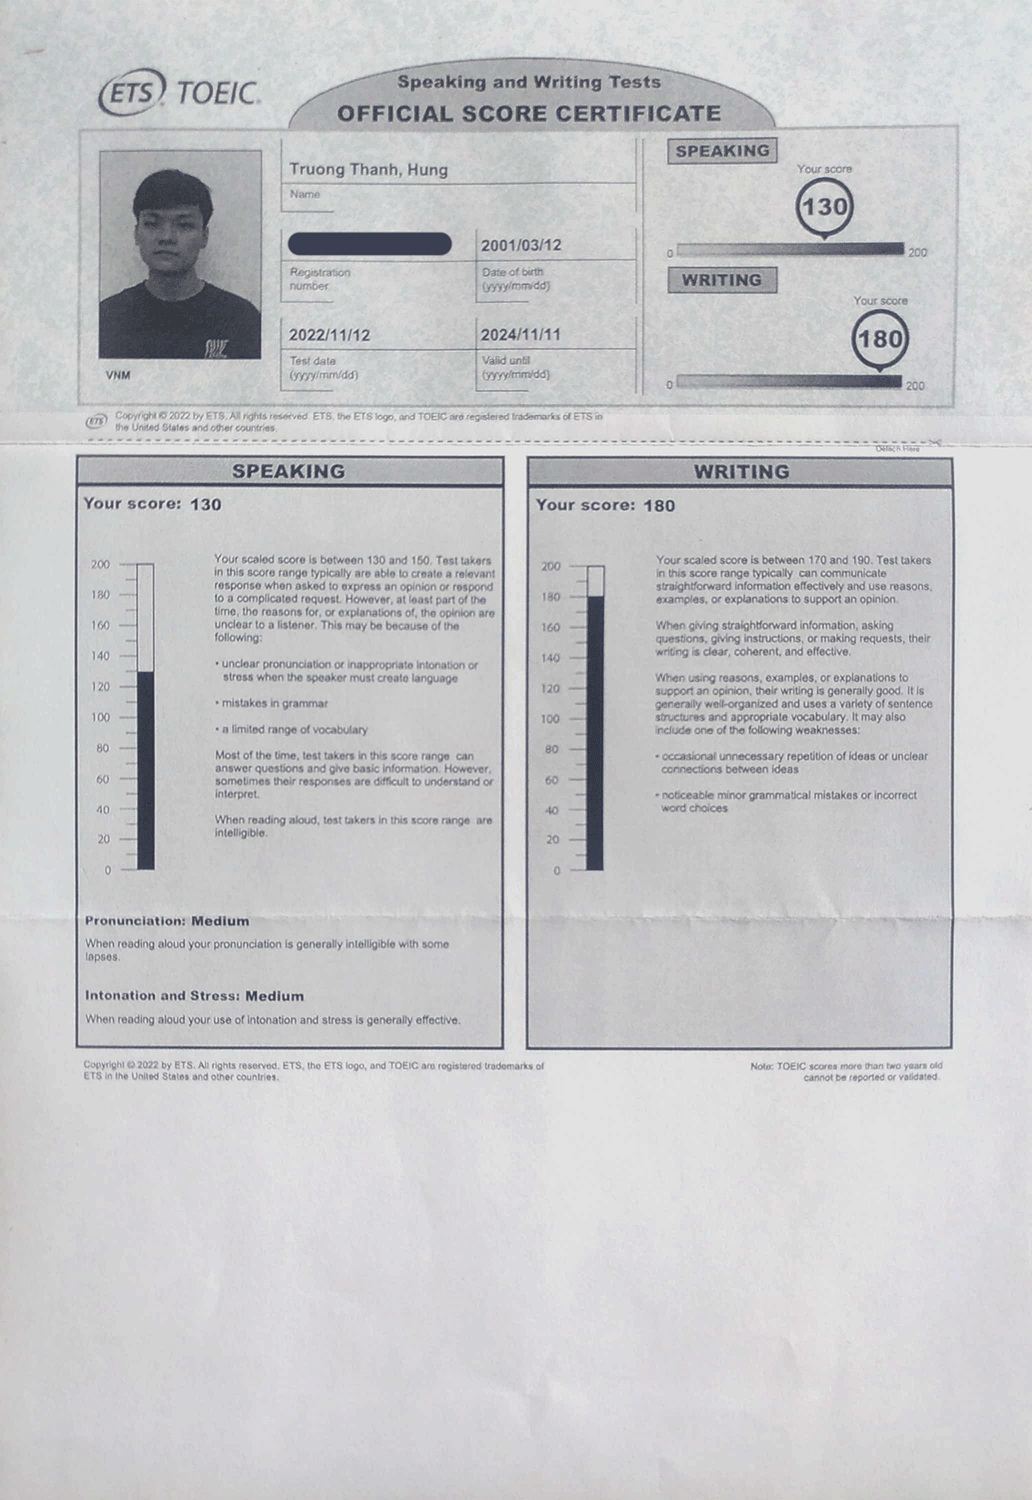 ETS TOEIC
Speaking and Writing Tests
OFFICIAL SCORE CERTIFICATE
Truong Thanh, Hung
Name
2001/03/12
Registration
number
Date of birth
(yyyy/mm/dd)
2022/11/12
2024/11/11
Test date
(yyyy/mm/dd)
Valid until
(yyyy/mm/dd)
VNM
SPEAKING
Your score
130
0
200
WRITING
Your score
180
0
200
ETS
Copyright © 2022 by ETS. All rights reserved. ETS, the ETS logo, and TOEIC are registered trademarks of ETS in
the United States and other countries.
Detach Here
SPEAKING
Your score: 130
200
180
160
140
120
100
80
60
40
20
0
Your scaled score is between 130 and 150. Test takers
in this score range typically are able to create a relevant
response when asked to express an opinion or respond
to a complicated request. However, at least part of the
time, the reasons for, or explanations of, the opinion are
unclear to a listener. This may be because of the
following:
• unclear pronunciation or inappropriate intonation or
stress when the speaker must create language
• mistakes in grammar
• a limited range of vocabulary
Most of the time, test takers in this score range can
answer questions and give basic information. However,
sometimes their responses are difficult to understand or
interpret.
When reading aloud, test takers in this score range are
intelligible.
Pronunciation: Medium
When reading aloud your pronunciation is generally intelligible with some
lapses.
Intonation and Stress: Medium
When reading aloud your use of intonation and stress is generally effective.
WRITING
Your score: 180
200
180
160
140
120
100
80
60
40
20
0
Your scaled score is between 170 and 190. Test takers
in this score range typically can communicate
straightforward information effectively and use reasons,
examples, or explanations to support an opinion.
When giving straightforward information, asking
questions, giving instructions, or making requests, their
writing is clear, coherent, and effective.
When using reasons, examples, or explanations to
support an opinion, their writing is generally good. It is
generally well-organized and uses a variety of sentence
structures and appropriate vocabulary. It may also
include one of the following weaknesses:
• occasional unnecessary repetition of ideas or unclear
connections between ideas
• noticeable minor grammatical mistakes or incorrect
word choices
Copyright © 2022 by ETS. All rights reserved. ETS, the ETS logo, and TOEIC are registered trademarks of
ETS in the United States and other countries.
Note: TOEIC scores more than two years old
cannot be reported or validated.